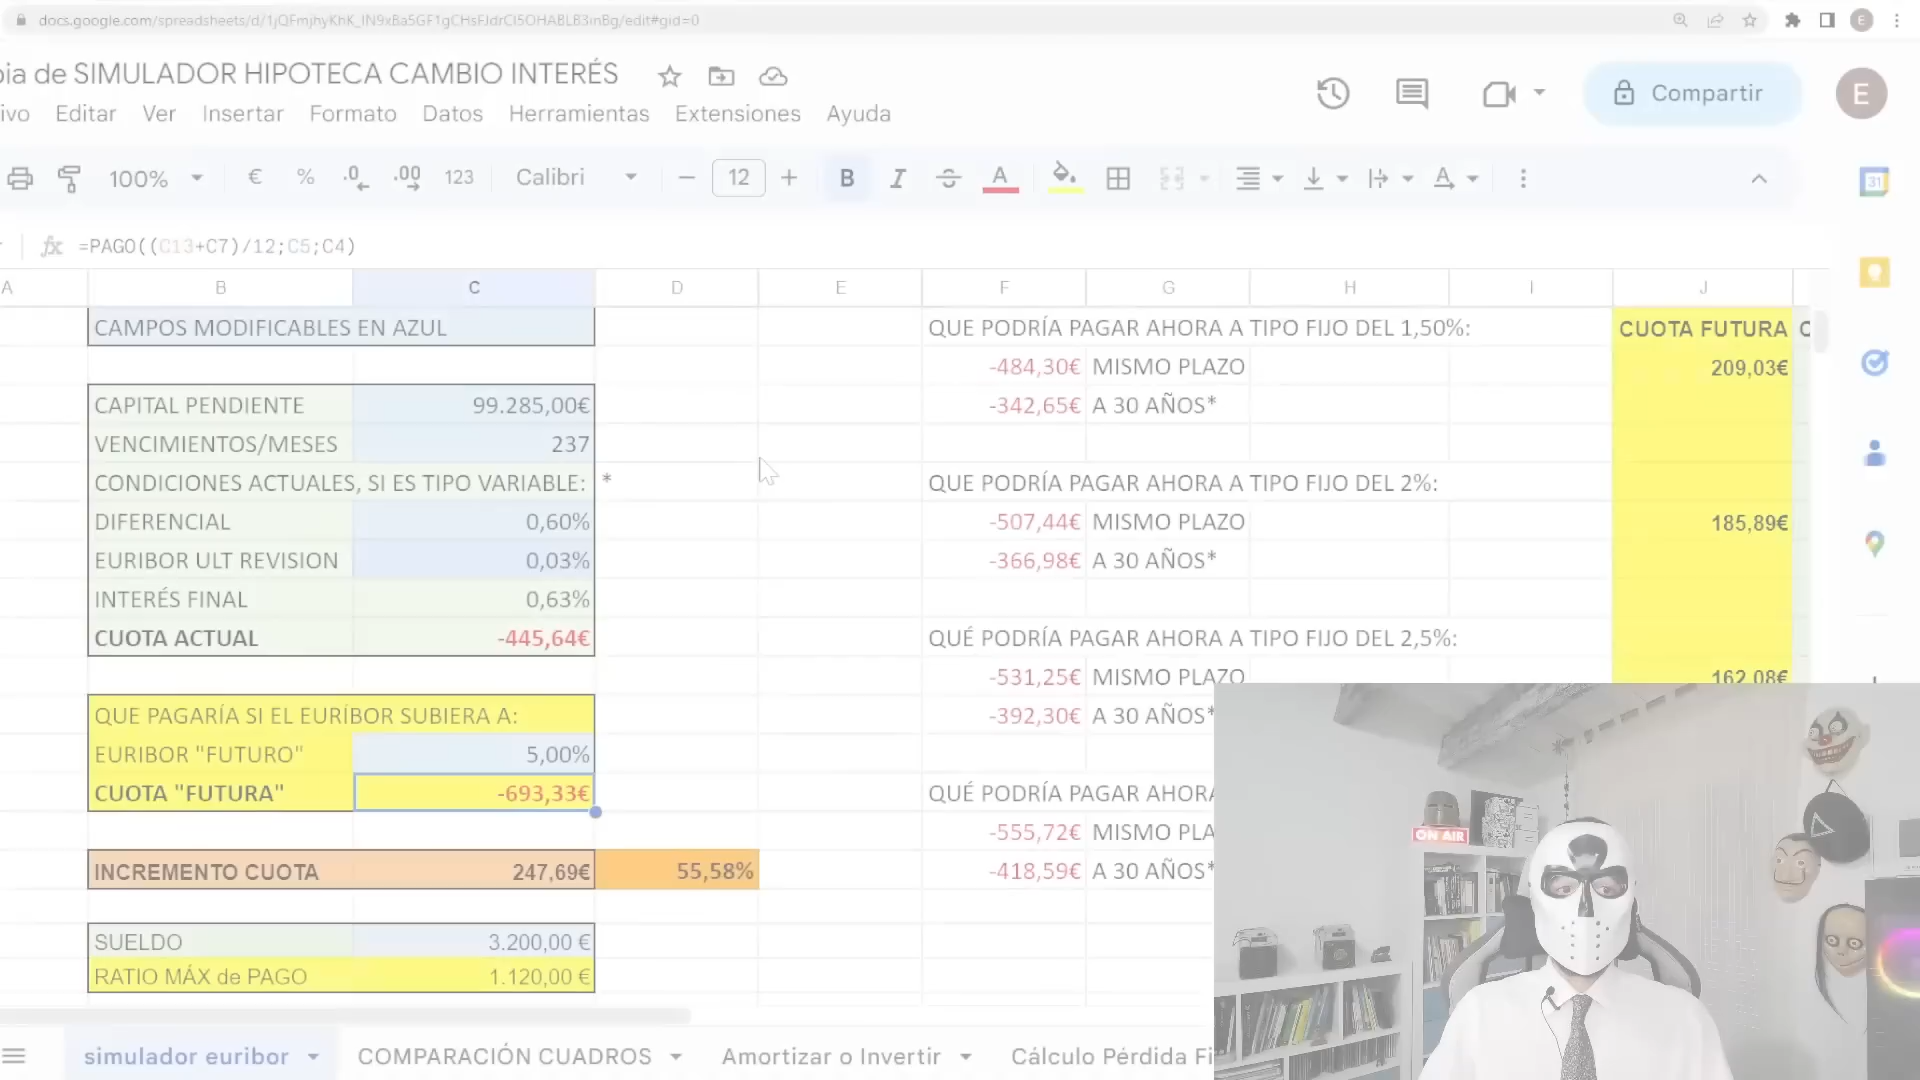 docs.google.com/spreadsheets/d/1jQFmjhyKhK_IN9xBa5GF1gCHsFJdrCI5OHABLB3inBg/edit#gid=0
E
pia de SIMULADOR HIPOTECA CAMBIO INTERÉS
ivo Editar Ver Insertar Formato Datos Herramientas Extensiones Ayuda
Compartir
E
100% € % .0 .00 123 Calibri 12 B I S A A
31
fx =PAGO((C13+C7)/12;C5;C4)
A B C D E F G H I J
CAMPOS MODIFICABLES EN AZUL QUE PODRÍA PAGAR AHORA A TIPO FIJO DEL 1,50%: CUOTA FUTURA C
-484,30€ MISMO PLAZO 209,03€
CAPITAL PENDIENTE 99.285,00€ -342,65€ A 30 AÑOS*
VENCIMIENTOS/MESES 237
CONDICIONES ACTUALES, SI ES TIPO VARIABLE: * QUE PODRÍA PAGAR AHORA A TIPO FIJO DEL 2%:
DIFERENCIAL 0,60% -507,44€ MISMO PLAZO 185,89€
EURIBOR ULT REVISION 0,03% -366,98€ A 30 AÑOS*
INTERÉS FINAL 0,63%
CUOTA ACTUAL -445,64€ QUÉ PODRÍA PAGAR AHORA A TIPO FIJO DEL 2,5%:
-531,25€ MISMO PLAZO 162,08€
QUE PAGARÍA SI EL EURÍBOR SUBIERA A: -392,30€ A 30 AÑOS*
EURIBOR "FUTURO" 5,00%
CUOTA "FUTURA" -693,33€ QUÉ PODRÍA PAGAR AHORA
-555,72€ MISMO PLA
INCREMENTO CUOTA 247,69€ 55,58% -418,59€ A 30 AÑOS*
ON AIR
SUELDO 3.200,00 €
RATIO MÁX de PAGO 1.120,00 €
simulador euribor COMPARACIÓN CUADROS Amortizar o Invertir Cálculo Pérdida Fi